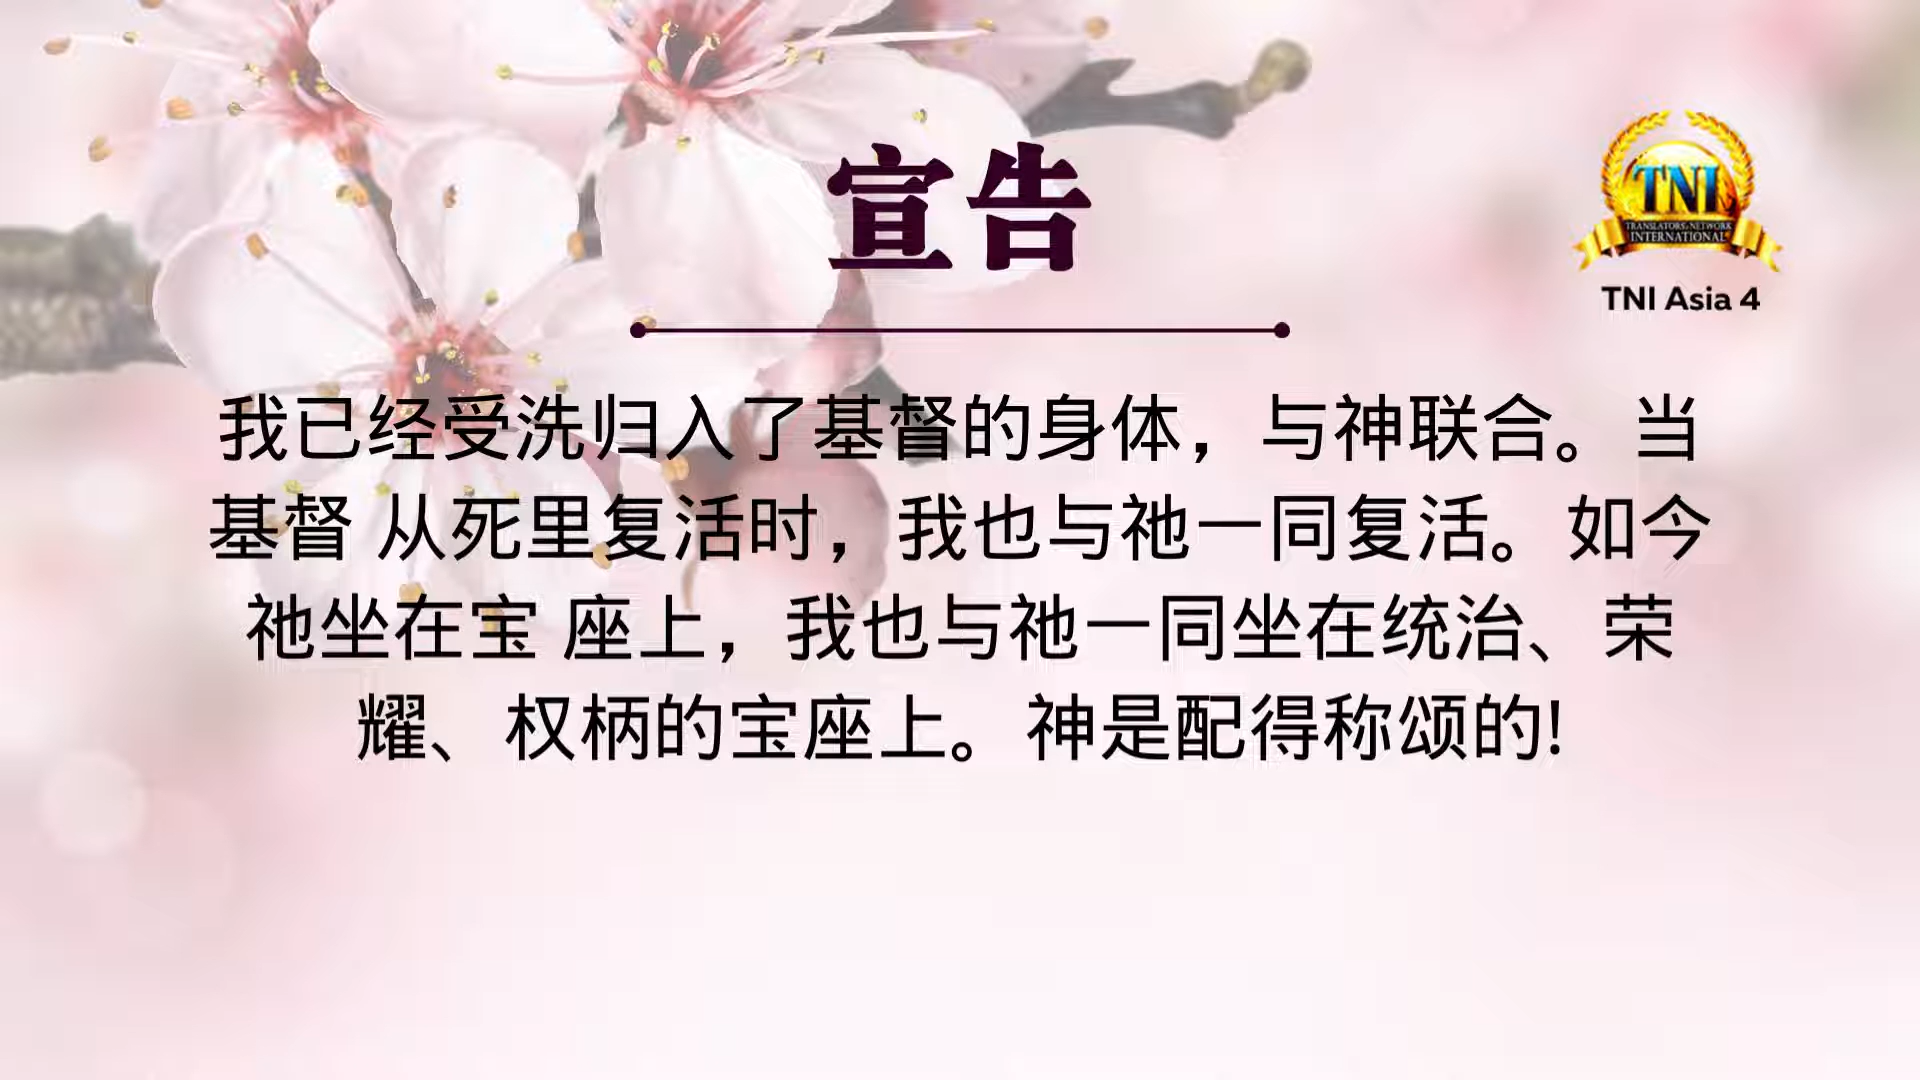 宣告
TNI
TRANSLATORS NETWORK
INTERNATIONAL
TNI Asia 4
我已经受洗归入了基督的身体，与神联合。 当
基督 从死里复活时，我也与祂一同复活。 如今
祂坐在宝 座上，我也与祂一同坐在统治、荣
耀、 权柄的宝座上。 神是配得称颂的!